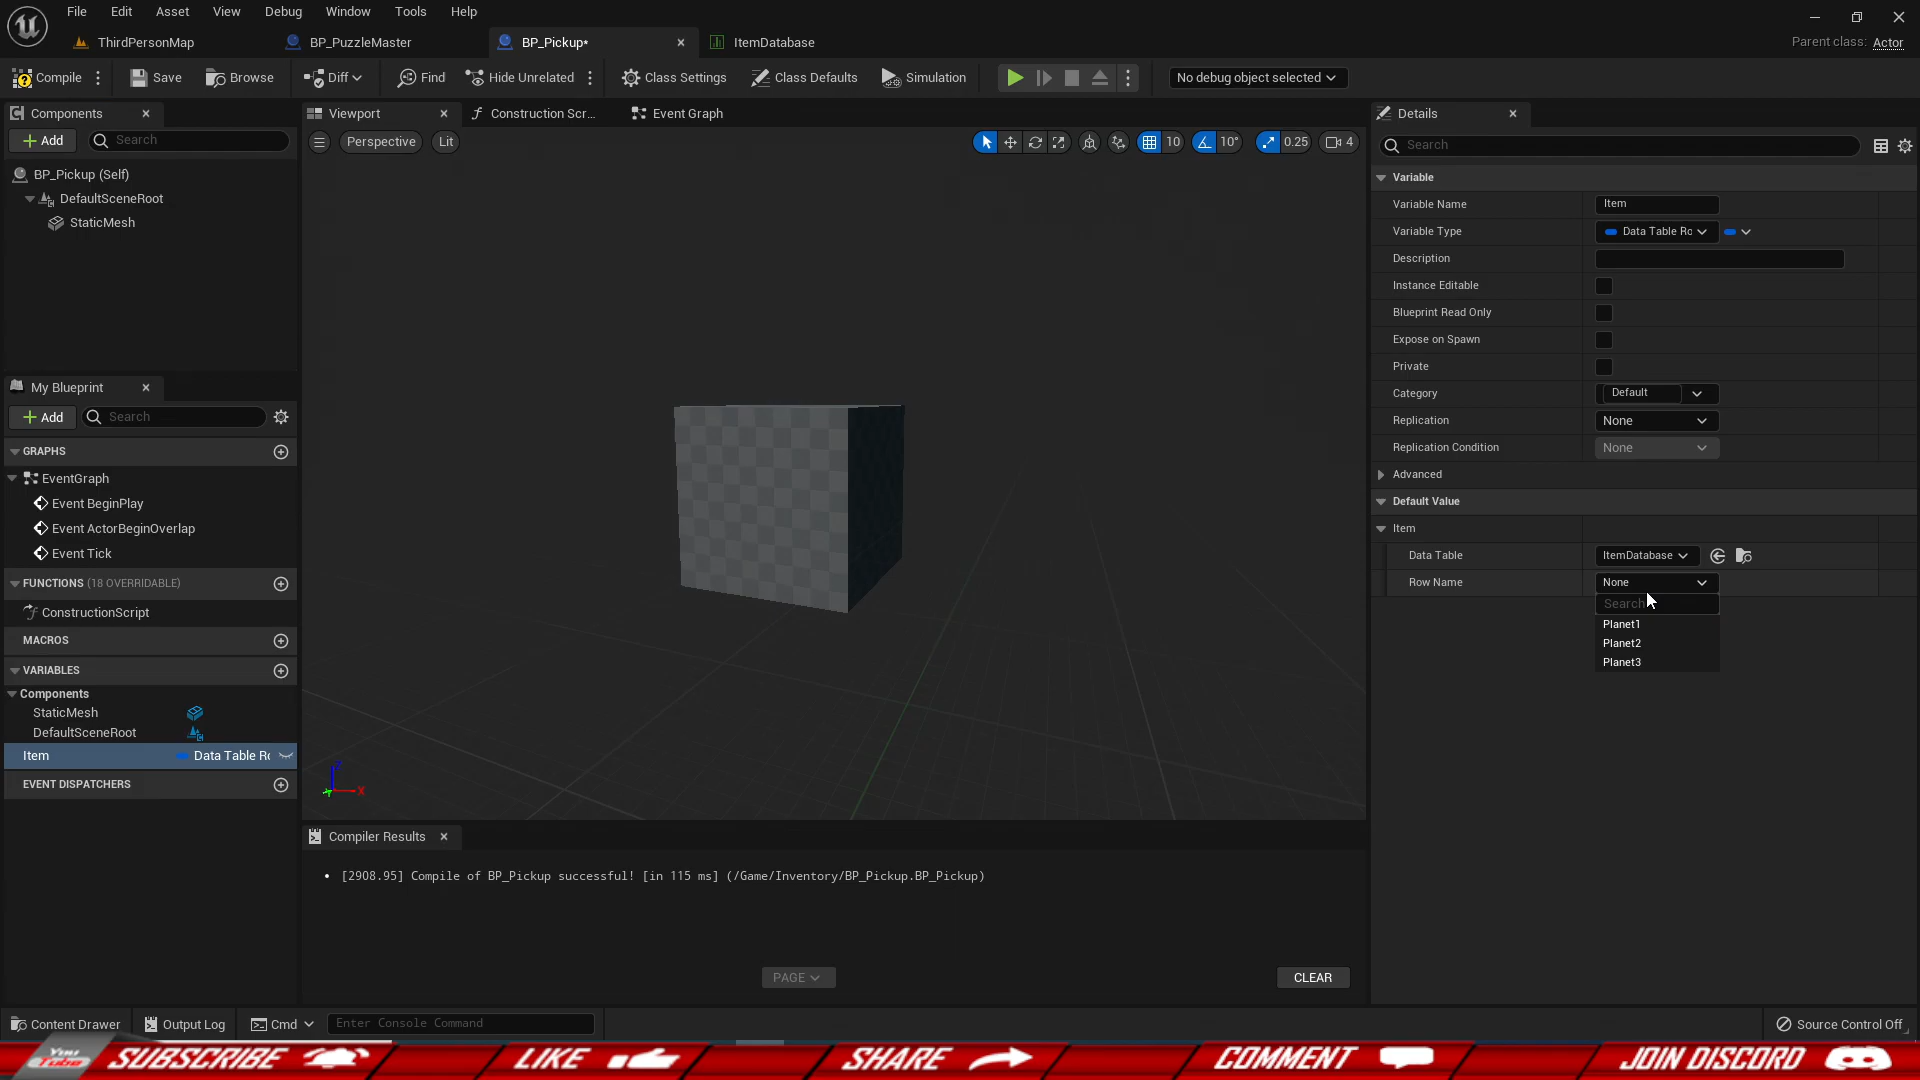 File Edit Asset View Debug Window Tools Help
ThirdPersonMap BP_PuzzleMaster BP_Pickup* ItemDatabase Parent class: Actor
Compile Save Browse Diff Find Hide Unrelated Class Settings Class Defaults Simulation No debug object selected
Components Viewport Construction Scr... Event Graph Details
Add Search Perspective Lit 10 10° 0.25 4 Search
BP_Pickup (Self)
DefaultSceneRoot
StaticMesh
My Blueprint
Add Search
GRAPHS
EventGraph
Event BeginPlay
Event ActorBeginOverlap
Event Tick
FUNCTIONS (18 OVERRIDABLE)
ConstructionScript
MACROS
VARIABLES
Components
StaticMesh
DefaultSceneRoot
Item Data Table Ro
EVENT DISPATCHERS
Z
X
Variable
Variable Name Item
Variable Type Data Table Ro
Description
Instance Editable
Blueprint Read Only
Expose on Spawn
Private
Category Default
Replication None
Replication Condition None
Advanced
Default Value
Item
Data Table ItemDatabase
Row Name None
Search
Planet1
Planet2
Planet3
Compiler Results
• [2908.95] Compile of BP_Pickup successful! [in 115 ms] (/Game/Inventory/BP_Pickup.BP_Pickup)
PAGE CLEAR
Content Drawer Output Log Cmd Enter Console Command Source Control Off
You Tube SUBSCRIBE LIKE SHARE COMMENT JOIN DISCORD